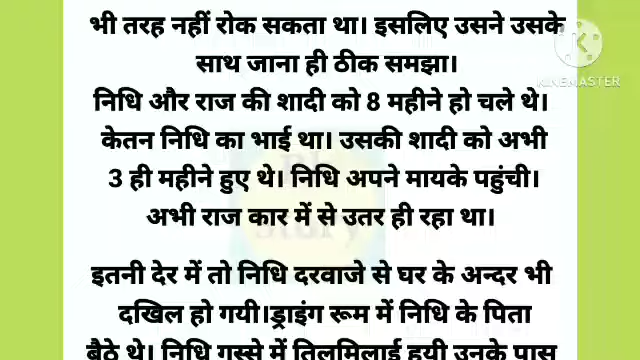 भी तरह नहीं रोक सकता था। इसलिए उसने उसके
साथ जाना ही ठीक समझा।
निधि और राज की शादी को 8 महीने हो चले थे।
केतन निधि का भाई था। उसकी शादी को अभी
3 ही महीने हुए थे। निधि अपने मायके पहुंची।
अभी राज कार में से उतर ही रहा था।
इतनी देर में तो निधि दरवाजे से घर के अन्दर भी
दखिल हो गयी।ड्राइंग रूम में निधि के पिता
बैठे थे। निधि गुस्से में तिलमिलाई हुयी उनके पास
KINEMASTER